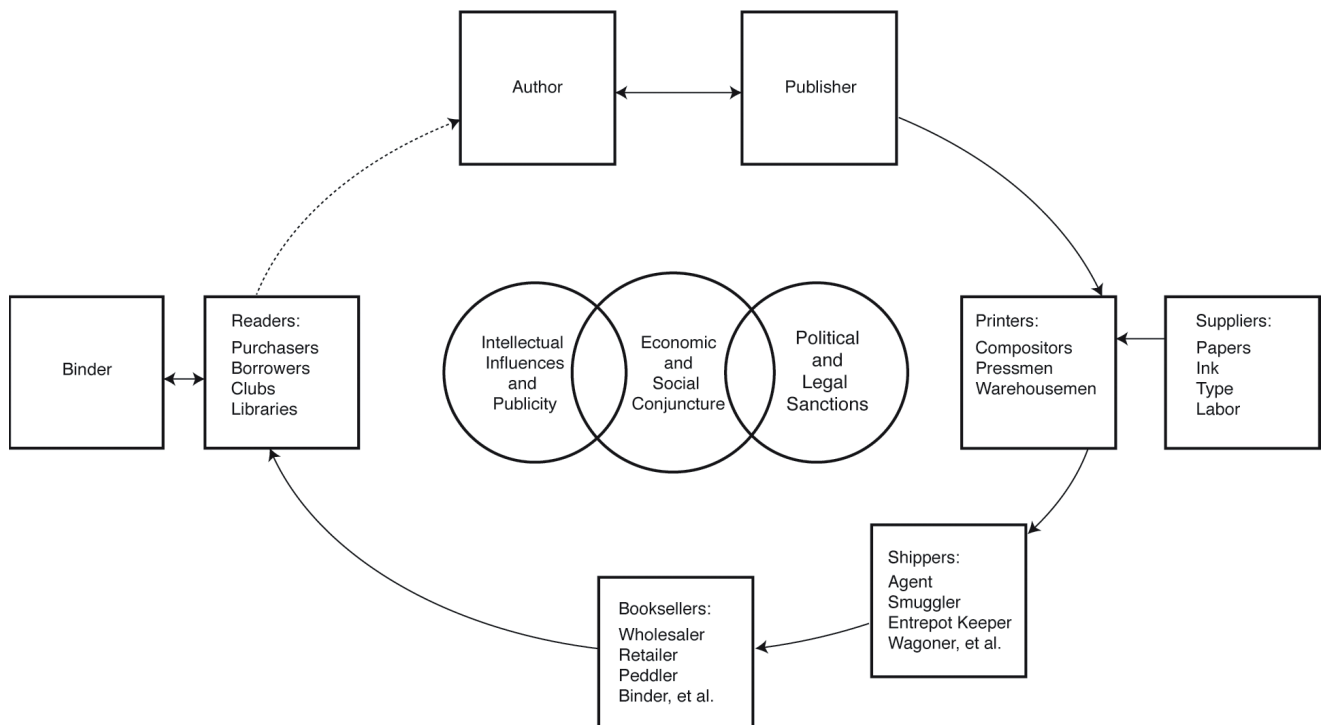 Author
Publisher
Binder
Readers:
Purchasers
Borrowers
Clubs
Libraries
Intellectual
Influences
and
Publicity
Economic
and
Social
Conjuncture
Political
and
Legal
Sanctions
Printers:
Compositors
Pressmen
Warehousemen
Suppliers:
Papers
Ink
Type
Labor
Shippers:
Agent
Smuggler
Entrepot Keeper
Wagoner, et al.
Booksellers:
Wholesaler
Retailer
Peddler
Binder, et al.